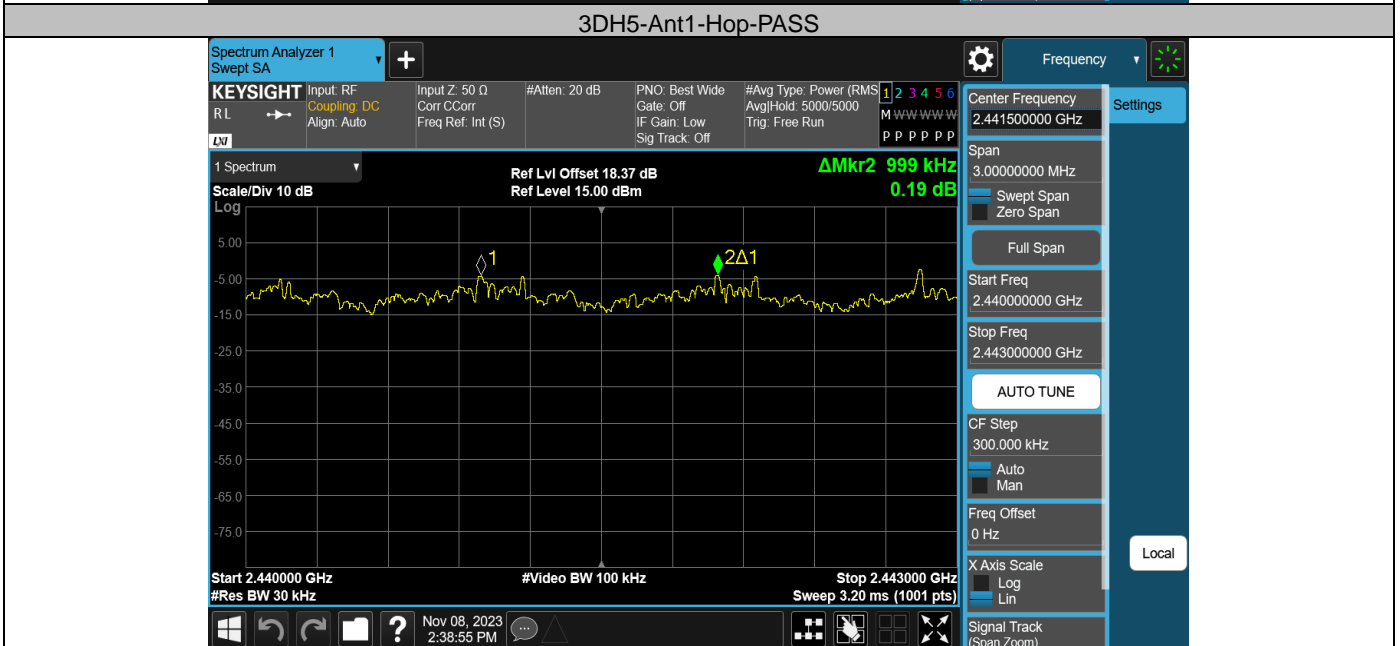 3DH5-Ant1-Hop-PASS
Spectrum Analyzer 1
Swept SA
+
Frequency
KEYSIGHT
R L
LXI
Input: RF
Coupling: DC
Align: Auto
Input Z: 50 Ω
Corr CCorr
Freq Ref: Int (S)
#Atten: 20 dB
PNO: Best Wide
Gate: Off
IF Gain: Low
Sig Track: Off
#Avg Type: Power (RMS
Avg|Hold: 5000/5000
Trig: Free Run
1 2 3 4 5 6
M W W W W W
P P P P P P
1 Spectrum
Scale/Div 10 dB
Ref Lvl Offset 18.37 dB
Ref Level 15.00 dBm
ΔMkr2 999 kHz
0.19 dB
Log
5.00
-5.00
-15.0
-25.0
-35.0
-45.0
-55.0
-65.0
-75.0
1
2Δ1
Start 2.440000 GHz
#Res BW 30 kHz
#Video BW 100 kHz
Stop 2.443000 GHz
Sweep 3.20 ms (1001 pts)
?
Nov 08, 2023
2:38:55 PM
Center Frequency
2.441500000 GHz
Settings
Span
3.00000000 MHz
Swept Span
Zero Span
Full Span
Start Freq
2.440000000 GHz
Stop Freq
2.443000000 GHz
AUTO TUNE
CF Step
300.000 kHz
Auto
Man
Freq Offset
0 Hz
X Axis Scale
Log
Lin
Local
Signal Track
(Span Zoom)